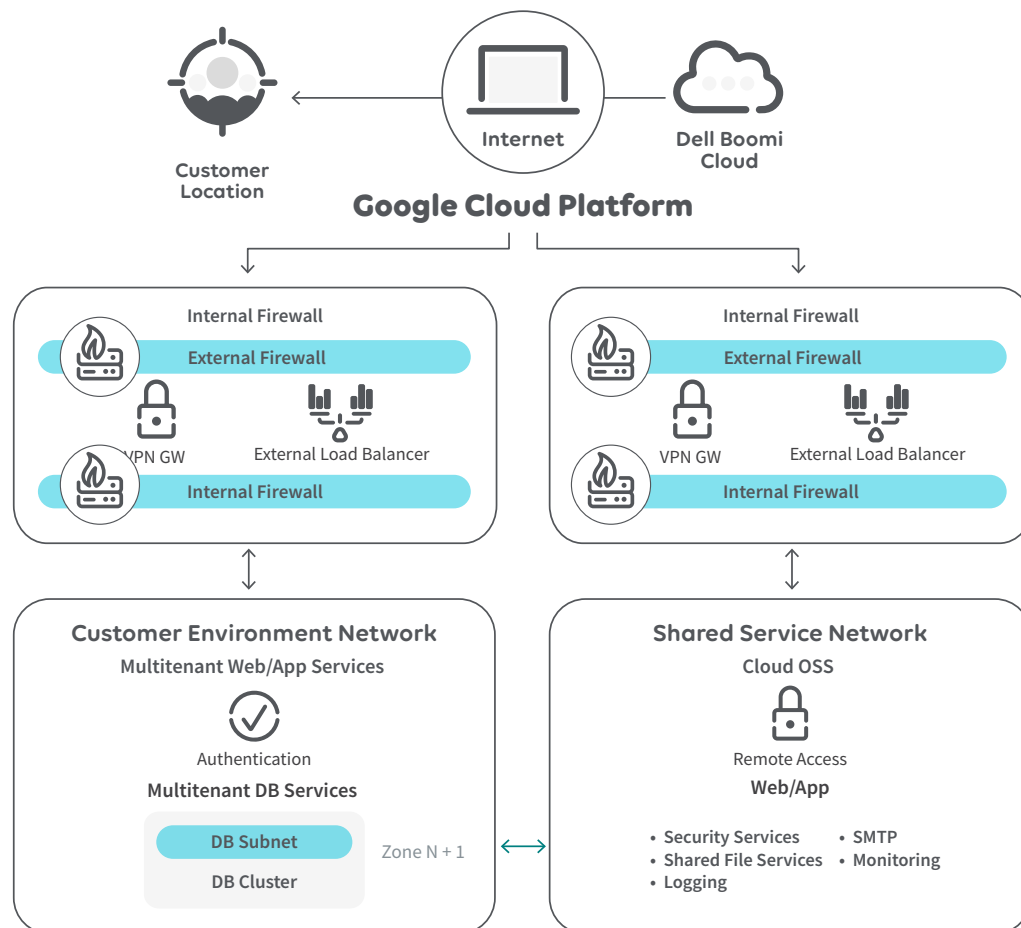 Internet
Dell Boomi
Cloud
Customer
Location
Google Cloud Platform
Internal Firewall
External Firewall
VPN GW
External Load Balancer
Internal Firewall
Internal Firewall
External Firewall
VPN GW
External Load Balancer
Internal Firewall
Customer Environment Network
Multitenant Web/App Services
Authentication
Multitenant DB Services
DB Subnet
DB Cluster
Zone N + 1
Shared Service Network
Cloud OSS
Remote Access
Web/App
• Security Services
• Shared File Services
• Logging
• SMTP
• Monitoring